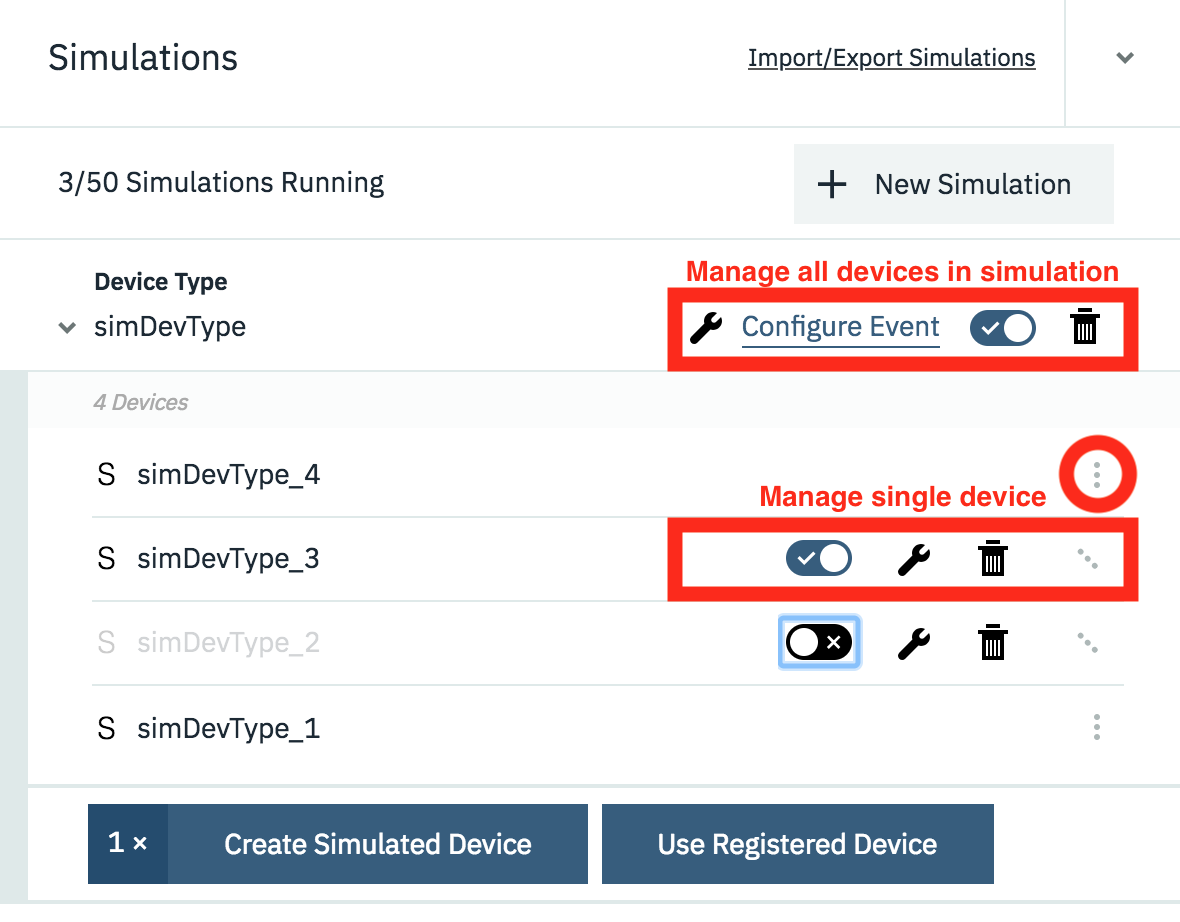 Simulations
Import/Export Simulations
3/50 Simulations Running
New Simulation
Device Type
Manage all devices in simulation
simDevType
Configure Event
4 Devices
S simDevType_4
Manage single device
S simDevType_3
S simDevType_2
S simDevType_1
1 × Create Simulated Device
Use Registered Device